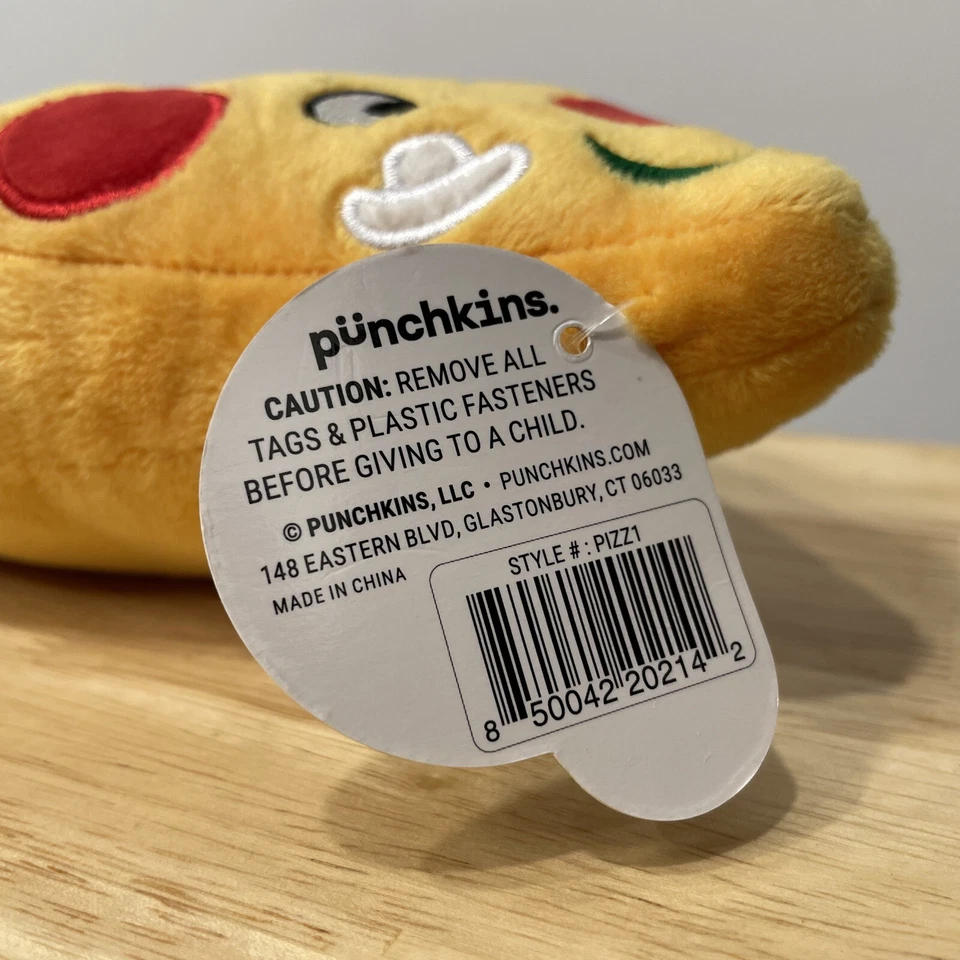 pünchkins.
CAUTION: REMOVE ALL
TAGS & PLASTIC FASTENERS
BEFORE GIVING TO A CHILD.
© PUNCHKINS, LLC • PUNCHKINS.COM
148 EASTERN BLVD, GLASTONBURY, CT 06033
MADE IN CHINA
STYLE # : PIZZ1
8 50042 20214 2